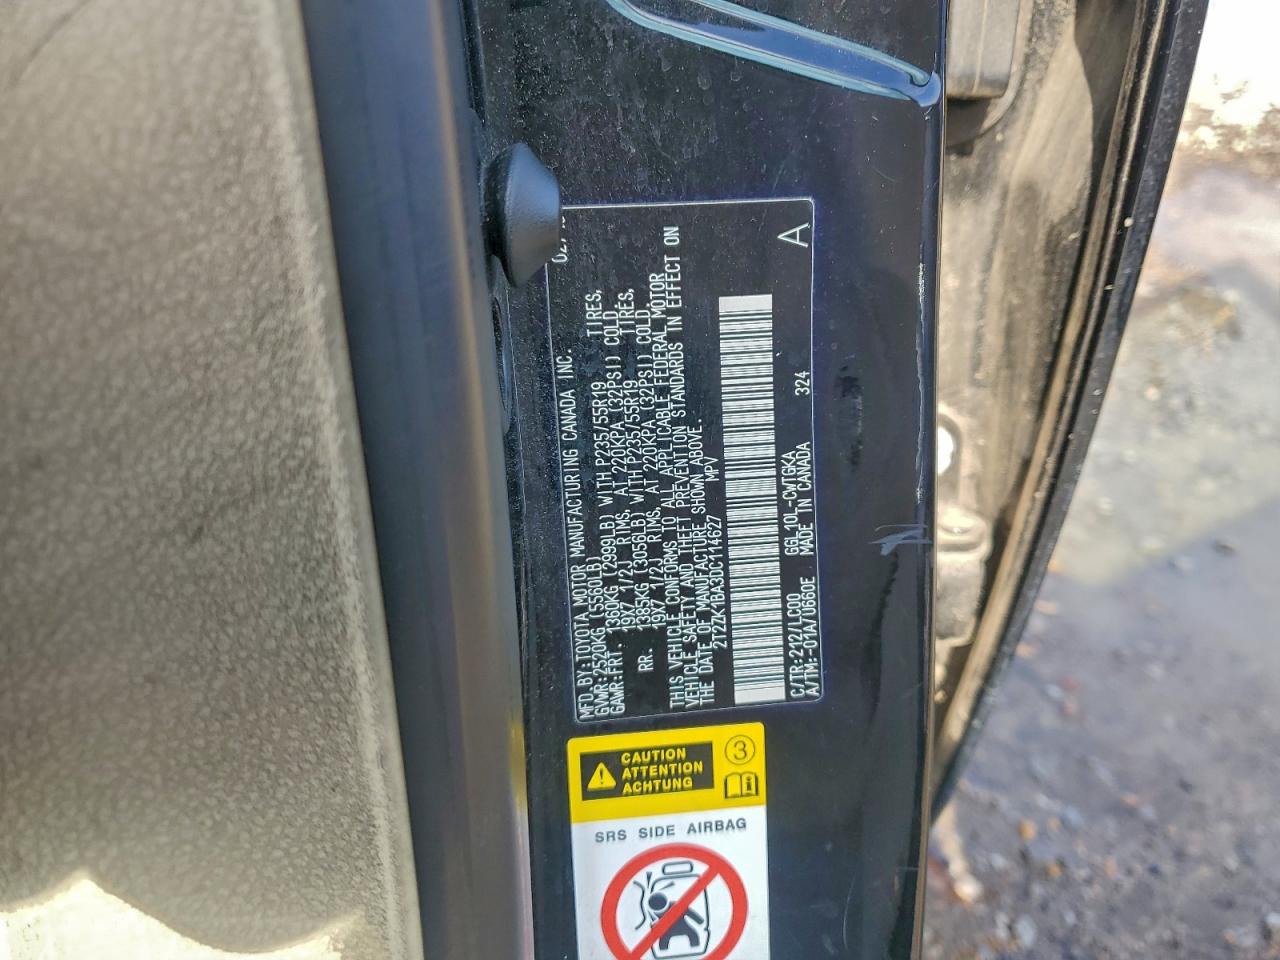 MFD.BY:TOYOTA MOTOR MANUFACTURING CANADA INC.
GVWR:2520KG (5560LB)
GAWR:FRT. 1360KG (2999LB) WITH P235/55R19 TIRES,
19X7 1/2J RIMS, AT 220KPA (32PSI) COLD.
RR. 1385KG (3056LB) WITH P235/55R19 TIRES,
19X7 1/2J RIMS, AT 220KPA (32PSI) COLD.
THIS VEHICLE CONFORMS TO ALL APPLICABLE FEDERAL MOTOR
VEHICLE SAFETY AND THEFT PREVENTION STANDARDS IN EFFECT ON
THE DATE OF MANUFACTURE SHOWN ABOVE.
2T2ZK1BA3DC114627 MPV
C/TR:212/LC00 GGL10L-CWTGKA 324
A/TM:-01A/U660E MADE IN CANADA
A
CAUTION
ATTENTION
ACHTUNG
3
SRS SIDE AIRBAG